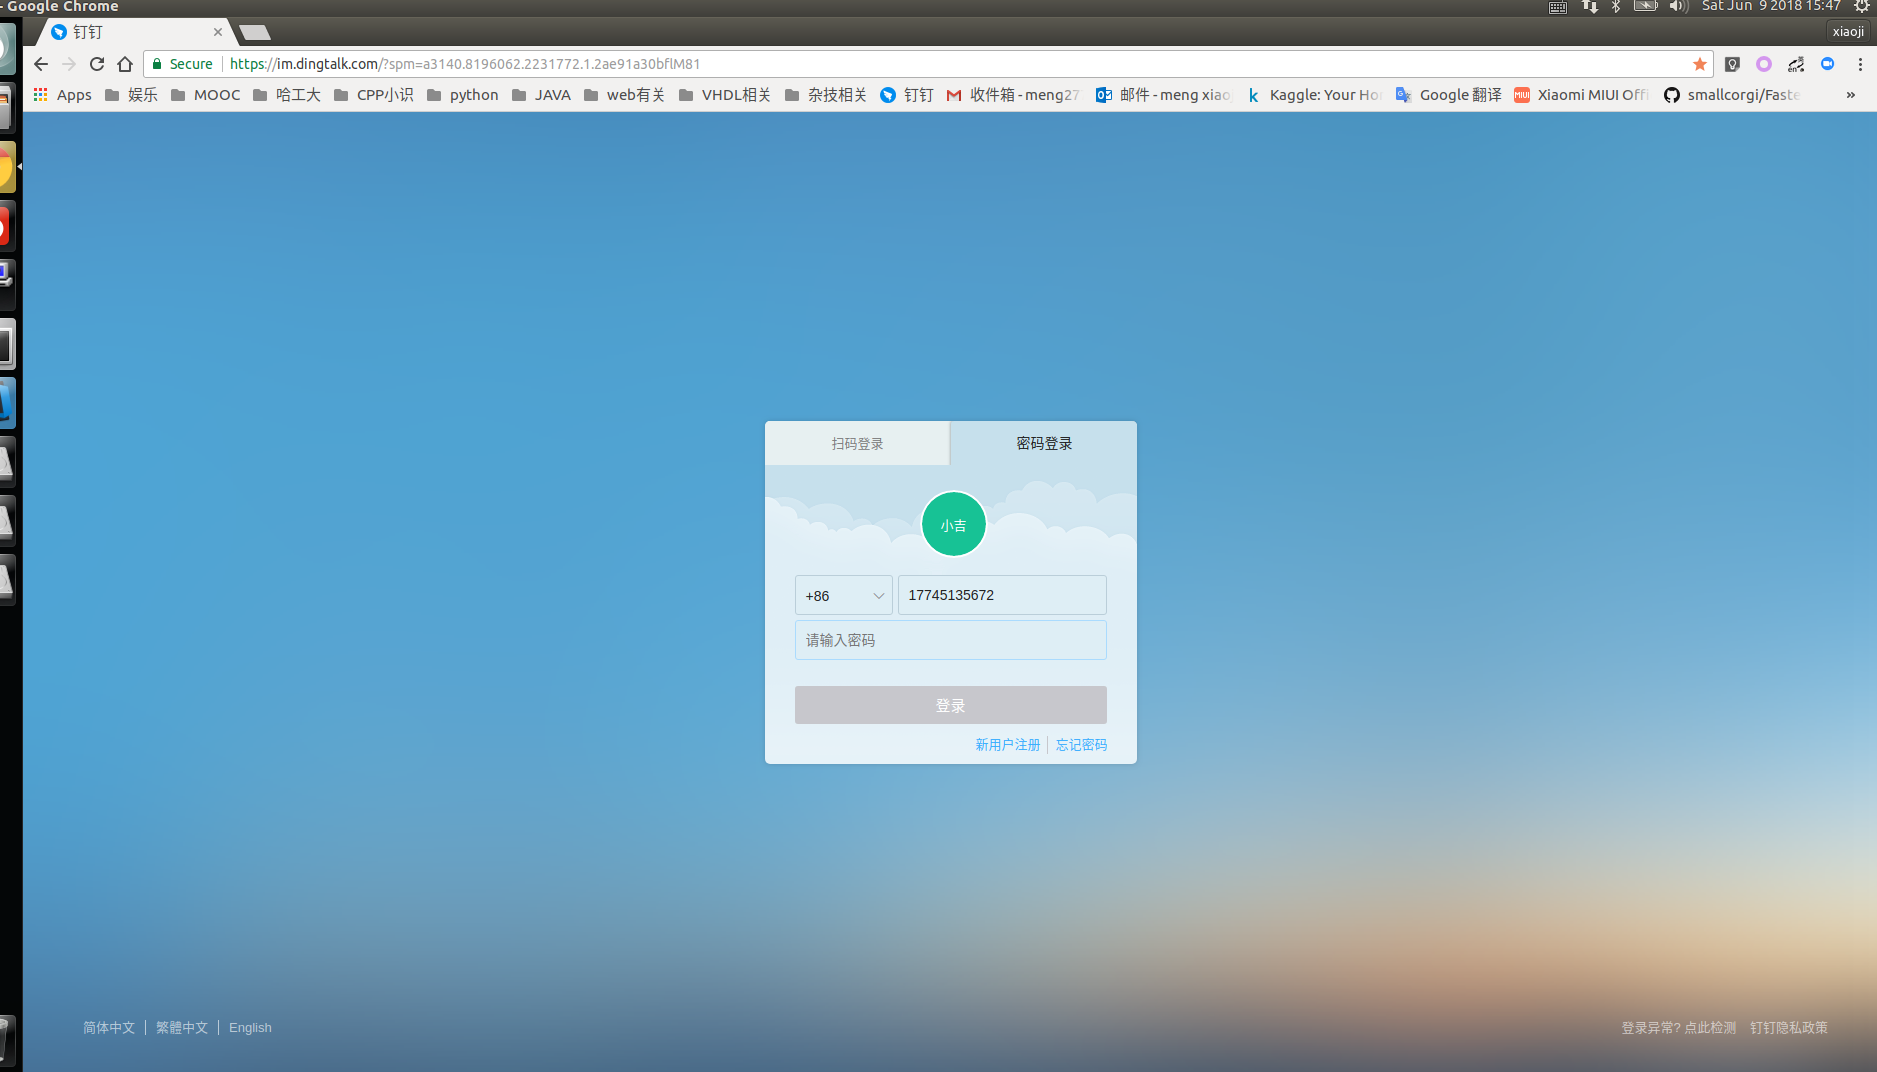 - Google Chrome
Sat Jun 9 2018 15:47
钉钉
xiaoji
Secure https://im.dingtalk.com/?spm=a3140.8196062.2231772.1.2ae91a30bflM81
Apps 娱乐 MOOC 哈工大 CPP小识 python JAVA web有关 VHDL相关 杂技相关 钉钉 收件箱 - meng27 邮件 - meng xiao Kaggle: Your Ho Google 翻译 Xiaomi MIUI Offi smallcorgi/Faste »
扫码登录 密码登录
小吉
+86 17745135672
请输入密码
登录
新用户注册 忘记密码
简体中文 繁體中文 English 登录异常? 点此检测 钉钉隐私政策